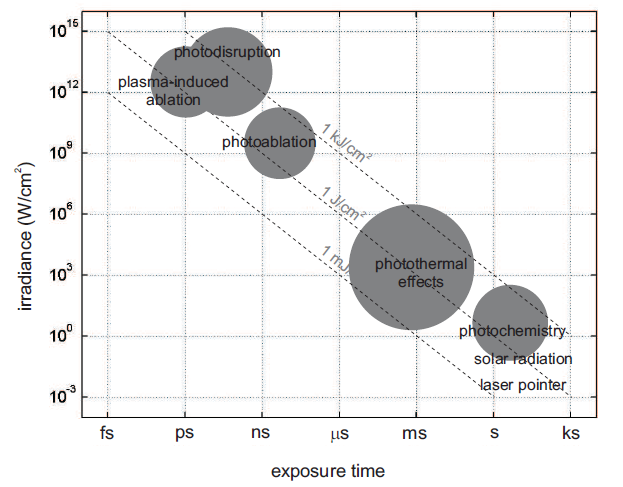 10^15
photodisruption
plasma-induced
ablation
10^12
1 kJ/cm²
photoablation
10^9
1 J/cm²
10^6
1 mJ/
photothermal
effects
10^3
10^0
photochemistry
solar radiation
laser pointer
10^-3
irradiance (W/cm²)
fs ps ns μs ms s ks
exposure time